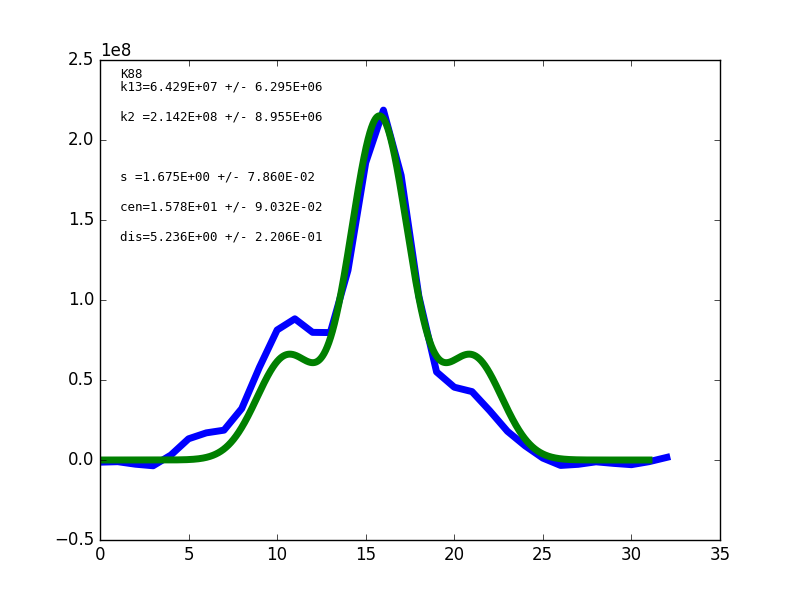 1e8
2.5
2.0
1.5
1.0
0.5
0.0
−0.5
K88
k13=6.429E+07 +/- 6.295E+06
k2 =2.142E+08 +/- 8.955E+06
s =1.675E+00 +/- 7.860E-02
cen=1.578E+01 +/- 9.032E-02
dis=5.236E+00 +/- 2.206E-01
0 5 10 15 20 25 30 35